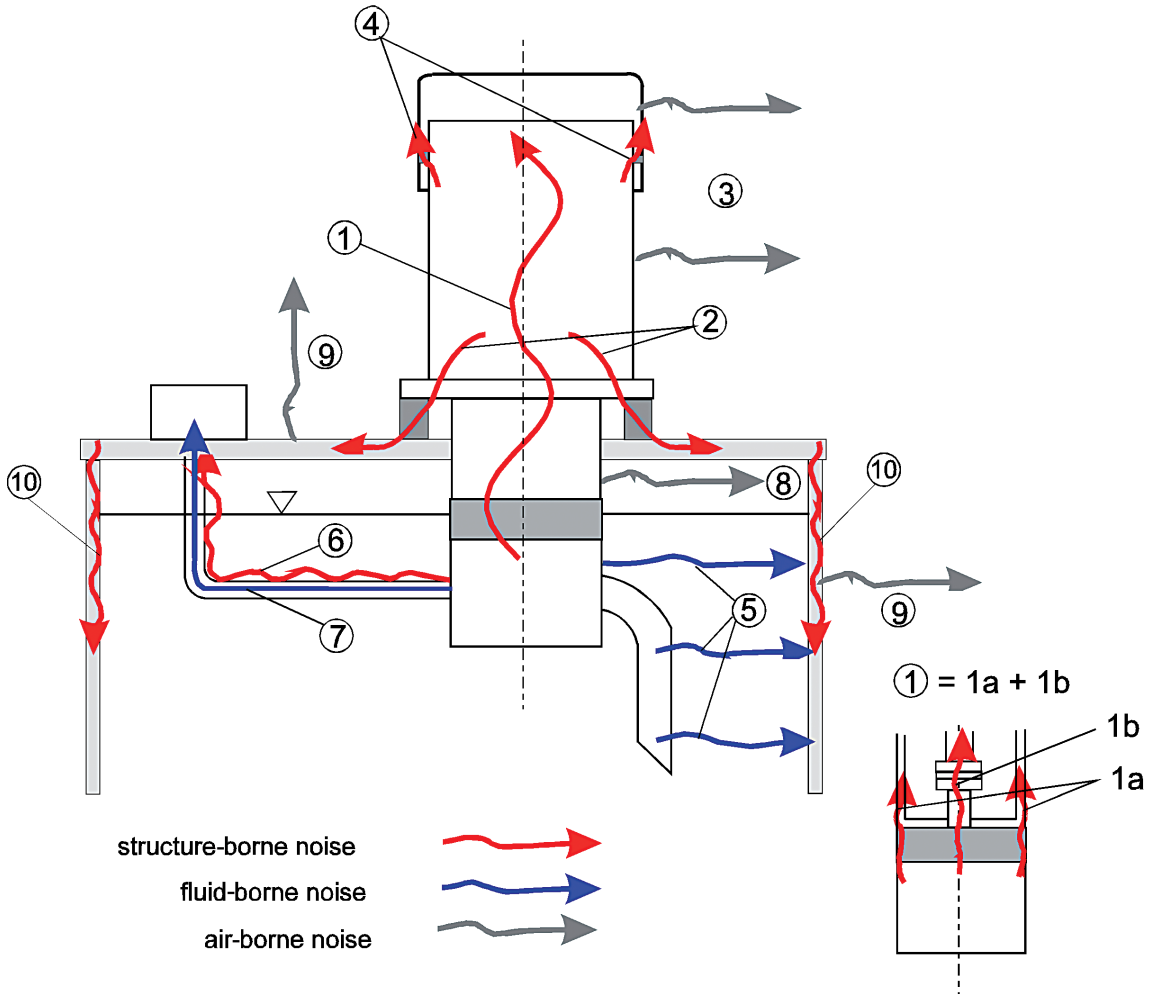 ④
③
①
②
⑨
⑧
⑩
⑩
⑥
⑤
⑨
⑦
① = 1a + 1b
1b
1a
structure-borne noise
fluid-borne noise
air-borne noise